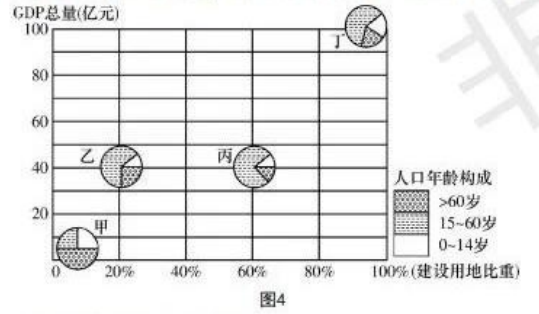 GDP总量(亿元)
100
丁
80
60
乙
丙
40
人口年龄构成
>60岁
20
15~60岁
甲
0~14岁
0
20%
40%
60%
80%
100%(建设用地比重)
图4